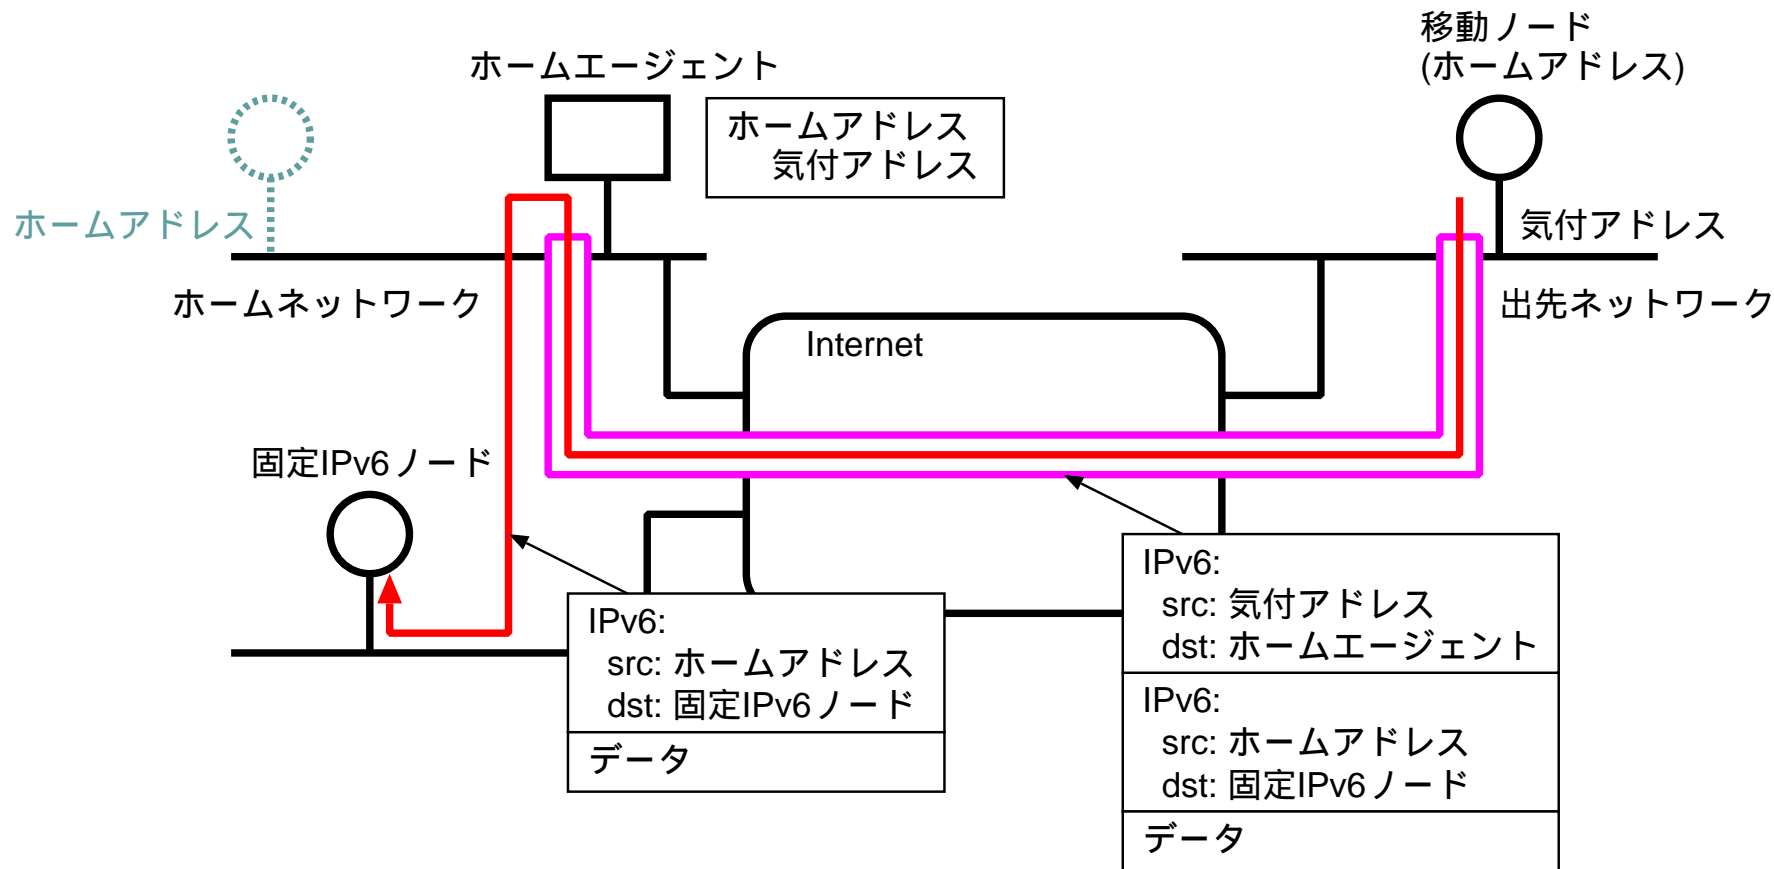 移動ノード
(ホームアドレス)
ホームエージェント
ホームアドレス
気付アドレス
ホームアドレス
気付アドレス
ホームネットワーク
出先ネットワーク
Internet
固定IPv6ノード
IPv6:
src: 気付アドレス
dst: ホームエージェント
IPv6:
src: ホームアドレス
dst: 固定IPv6ノード
データ
IPv6:
src: ホームアドレス
dst: 固定IPv6ノード
データ